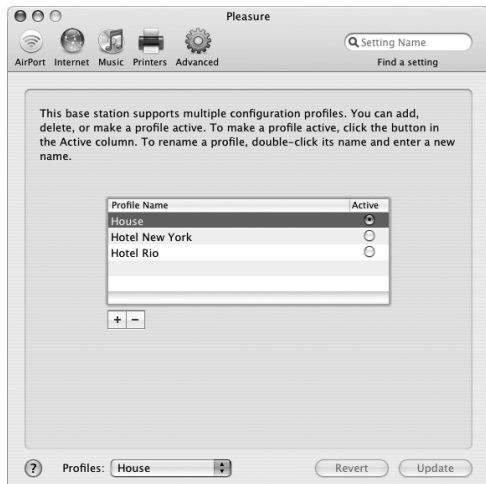 Pleasure
Setting Name
AirPort Internet Music Printers Advanced
Find a setting
This base station supports multiple configuration profiles. You can add,
delete, or make a profile active. To make a profile active, click the button in
the Active column. To rename a profile, double-click its name and enter a new
name.
Profile Name Active
House
Hotel New York
Hotel Rio
+ −
? Profiles: House Revert Update